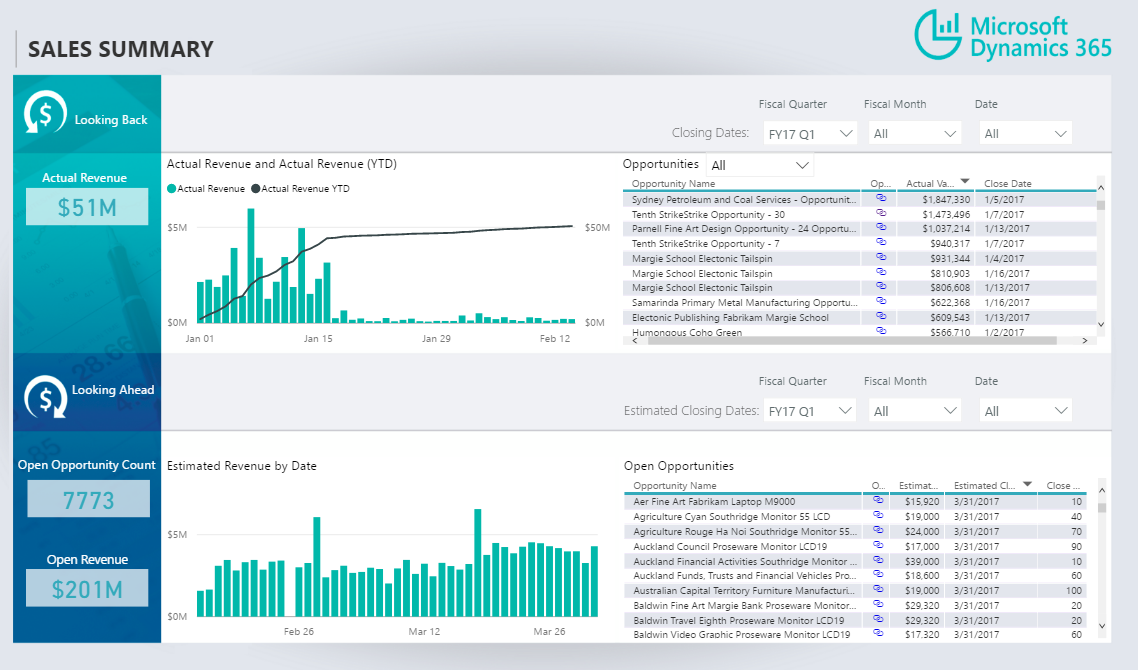 SALES SUMMARY
Microsoft
Dynamics 365
Looking Back
Fiscal Quarter Fiscal Month Date
Closing Dates: FY17 Q1 All All
Actual Revenue
$51M
Actual Revenue and Actual Revenue (YTD)
Actual Revenue Actual Revenue YTD
$5M $50M
$0M $0M
Jan 01 Jan 15 Jan 29 Feb 12
Opportunities All
Opportunity Name Op... Actual Va... Close Date
Sydney Petroleum and Coal Services - Opportunit... $1,847,330 1/5/2017
Tenth StrikeStrike Opportunity - 30 $1,473,496 1/7/2017
Parnell Fine Art Design Opportunity - 24 Opportu... $1,037,214 1/13/2017
Tenth StrikeStrike Opportunity - 7 $940,317 1/7/2017
Margie School Electonic Tailspin $931,344 1/4/2017
Margie School Electonic Tailspin $810,903 1/16/2017
Margie School Electonic Tailspin $806,608 1/13/2017
Samarinda Primary Metal Manufacturing Opportu... $622,368 1/16/2017
Electonic Publishing Fabrikam Margie School $609,543 1/13/2017
Humongous Coho Green $566,710 1/2/2017
28.66
Looking Ahead
Fiscal Quarter Fiscal Month Date
Estimated Closing Dates: FY17 Q1 All All
Open Opportunity Count
7773
Open Revenue
$201M
Estimated Revenue by Date
$5M
$0M
Feb 26 Mar 12 Mar 26
Open Opportunities
Opportunity Name O... Estimat... Estimated Cl... Close ...
Aer Fine Art Fabrikam Laptop M9000 $15,920 3/31/2017 10
Agriculture Cyan Southridge Monitor 55 LCD $19,000 3/31/2017 40
Agriculture Rouge Ha Noi Southridge Monitor 55... $24,000 3/31/2017 70
Auckland Council Proseware Monitor LCD19 $17,000 3/31/2017 90
Auckland Financial Activities Southridge Monitor ... $39,000 3/31/2017 10
Auckland Funds, Trusts and Financial Vehicles Pro... $18,600 3/31/2017 60
Australian Capital Territory Furniture Manufacturi... $19,000 3/31/2017 100
Baldwin Fine Art Margie Bank Proseware Monitor... $29,320 3/31/2017 20
Baldwin Travel Eighth Proseware Monitor LCD19 $29,320 3/31/2017 20
Baldwin Video Graphic Proseware Monitor LCD19 $17,320 3/31/2017 60